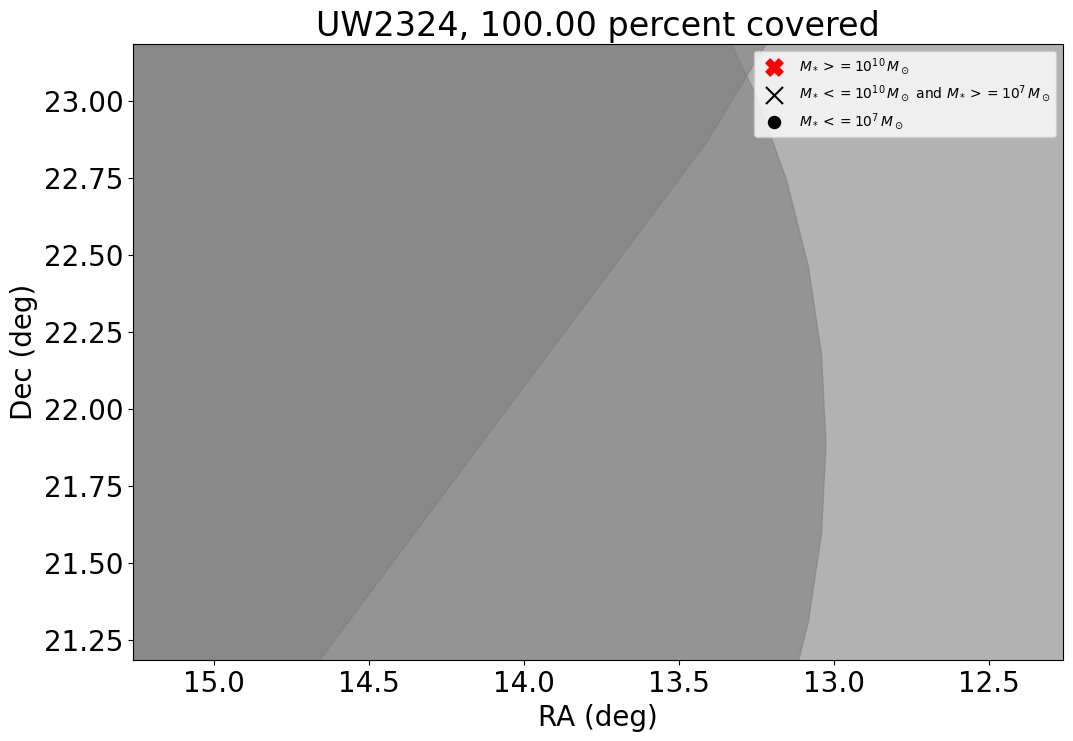 UW2324, 100.00 percent covered
M* >= 10^10 M⊙
M* <= 10^10 M⊙ and M* >= 10^7 M⊙
M* <= 10^7 M⊙
23.00
22.75
22.50
22.25
22.00
21.75
21.50
21.25
Dec (deg)
15.0 14.5 14.0 13.5 13.0 12.5
RA (deg)